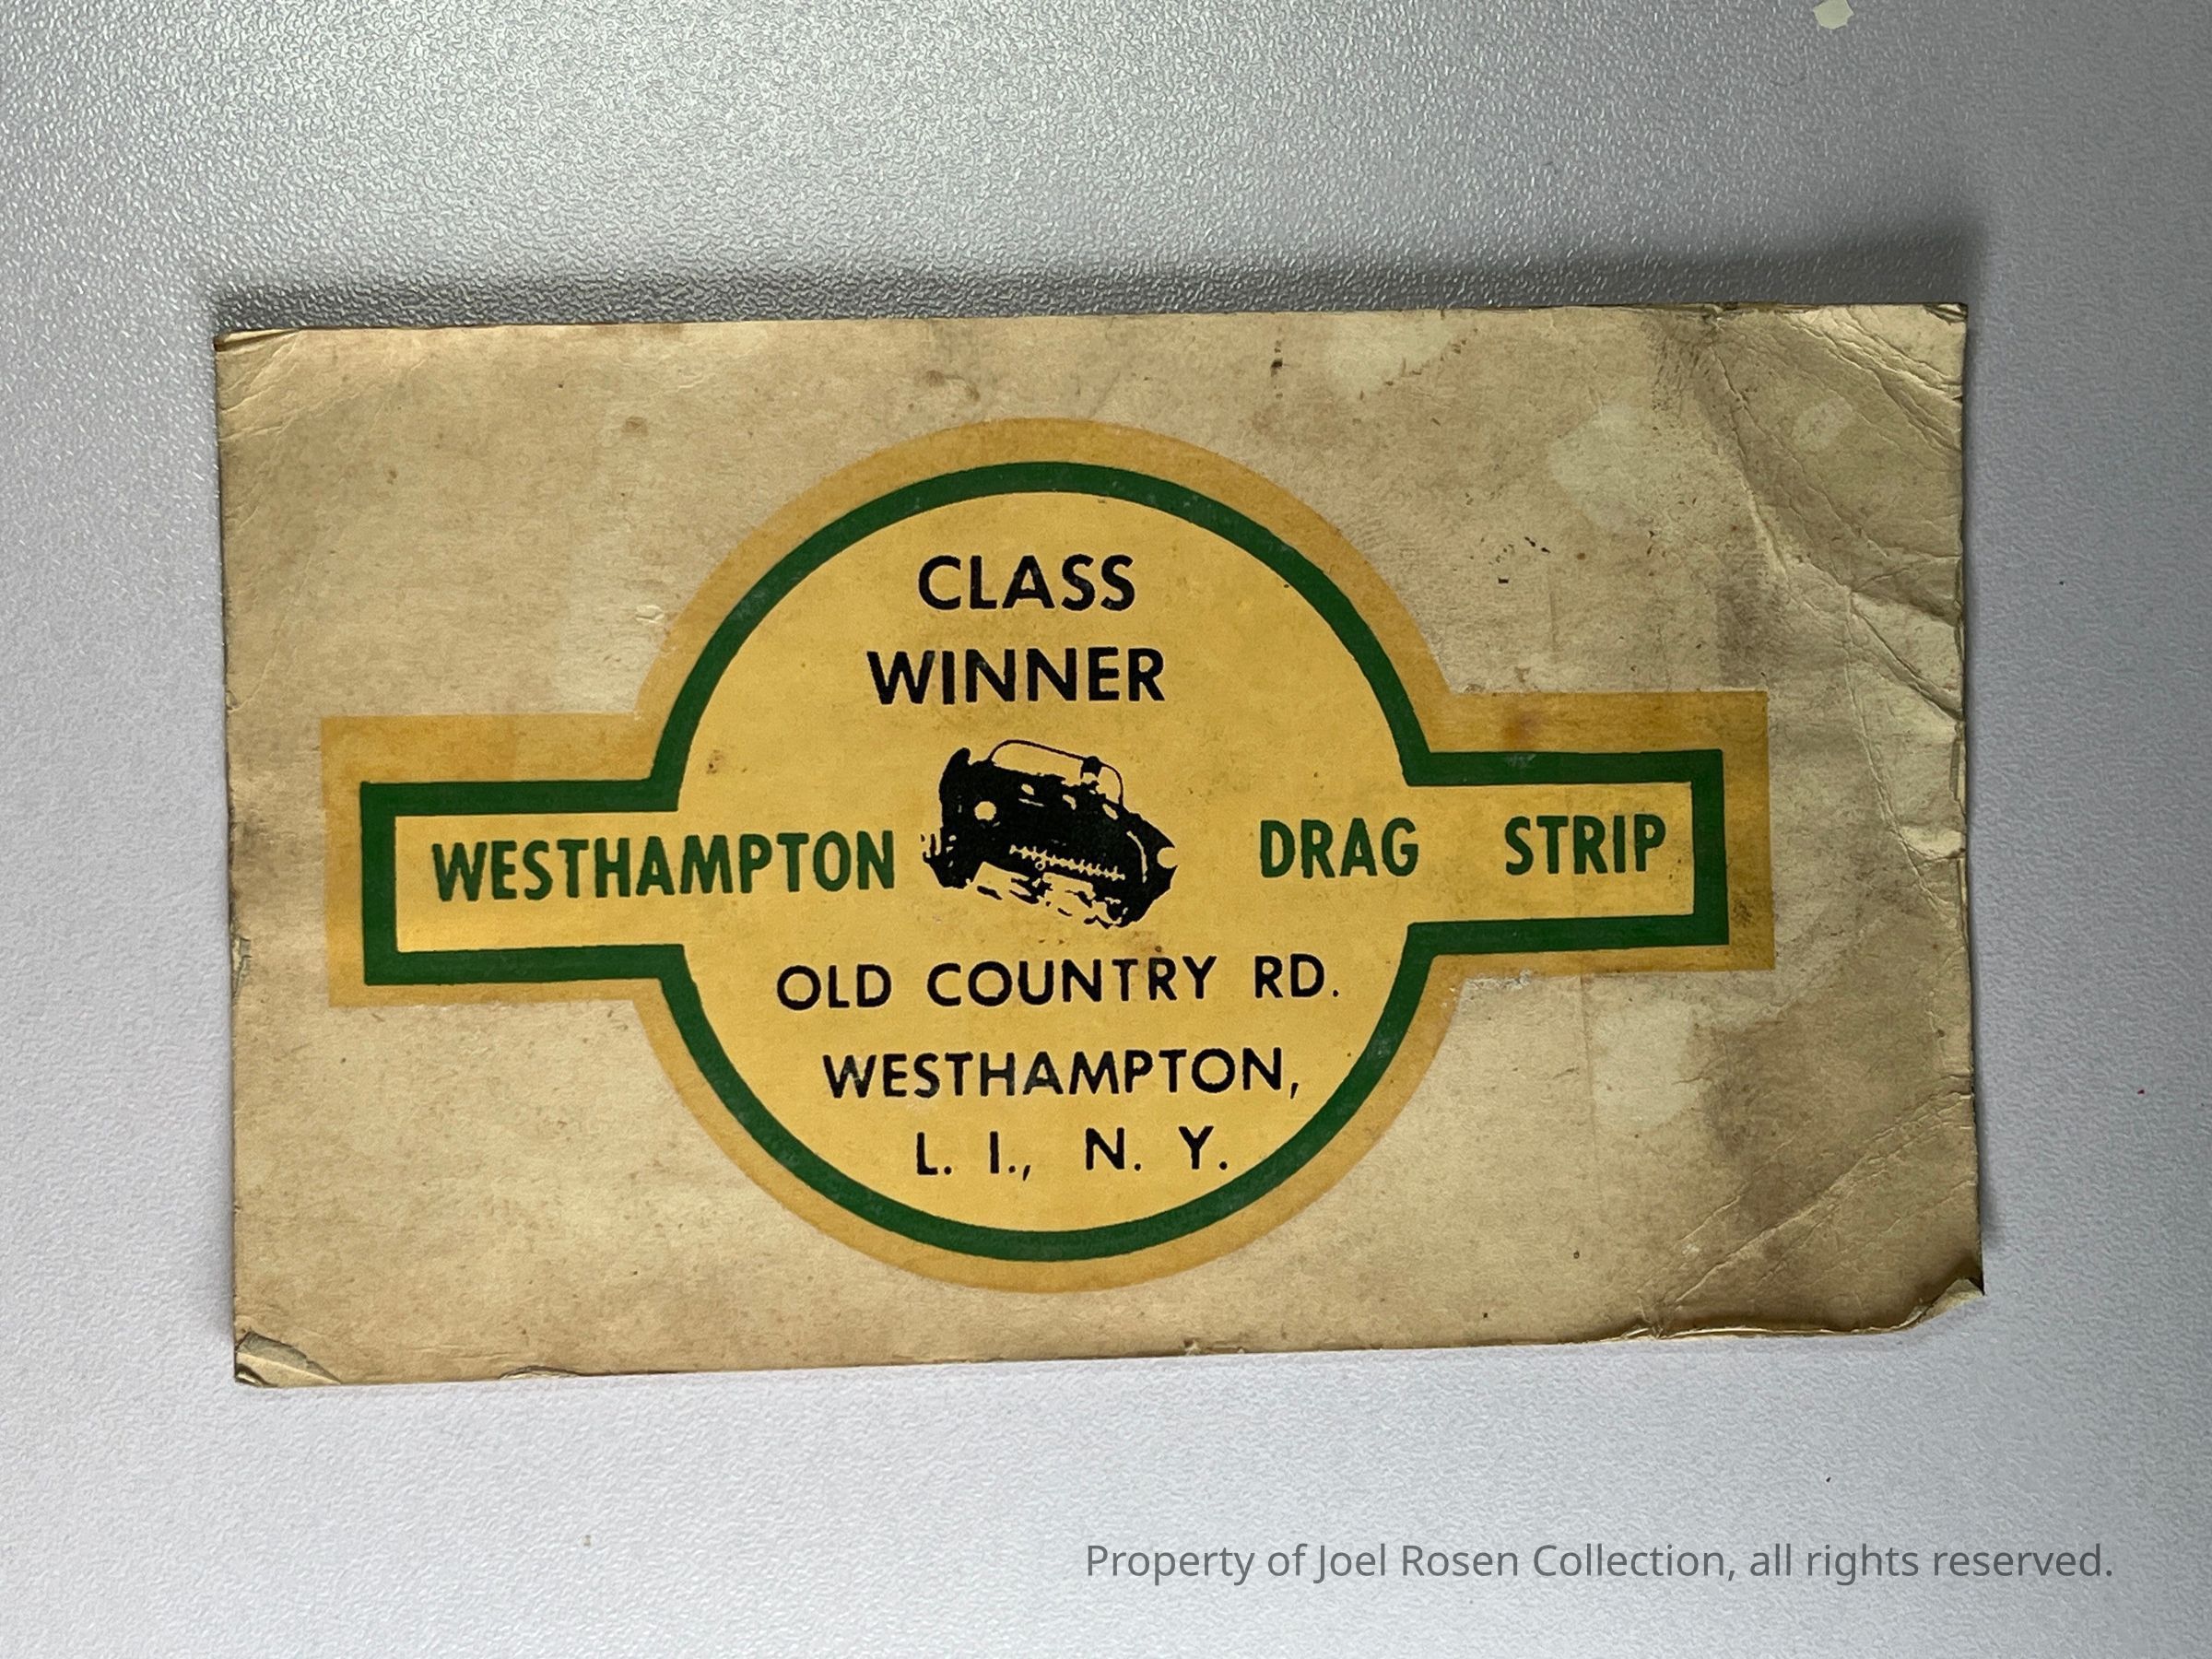 CLASS
WINNER
WESTHAMPTON DRAG STRIP
OLD COUNTRY RD.
WESTHAMPTON,
L. I., N. Y.
Property of Joel Rosen Collection, all rights reserved.